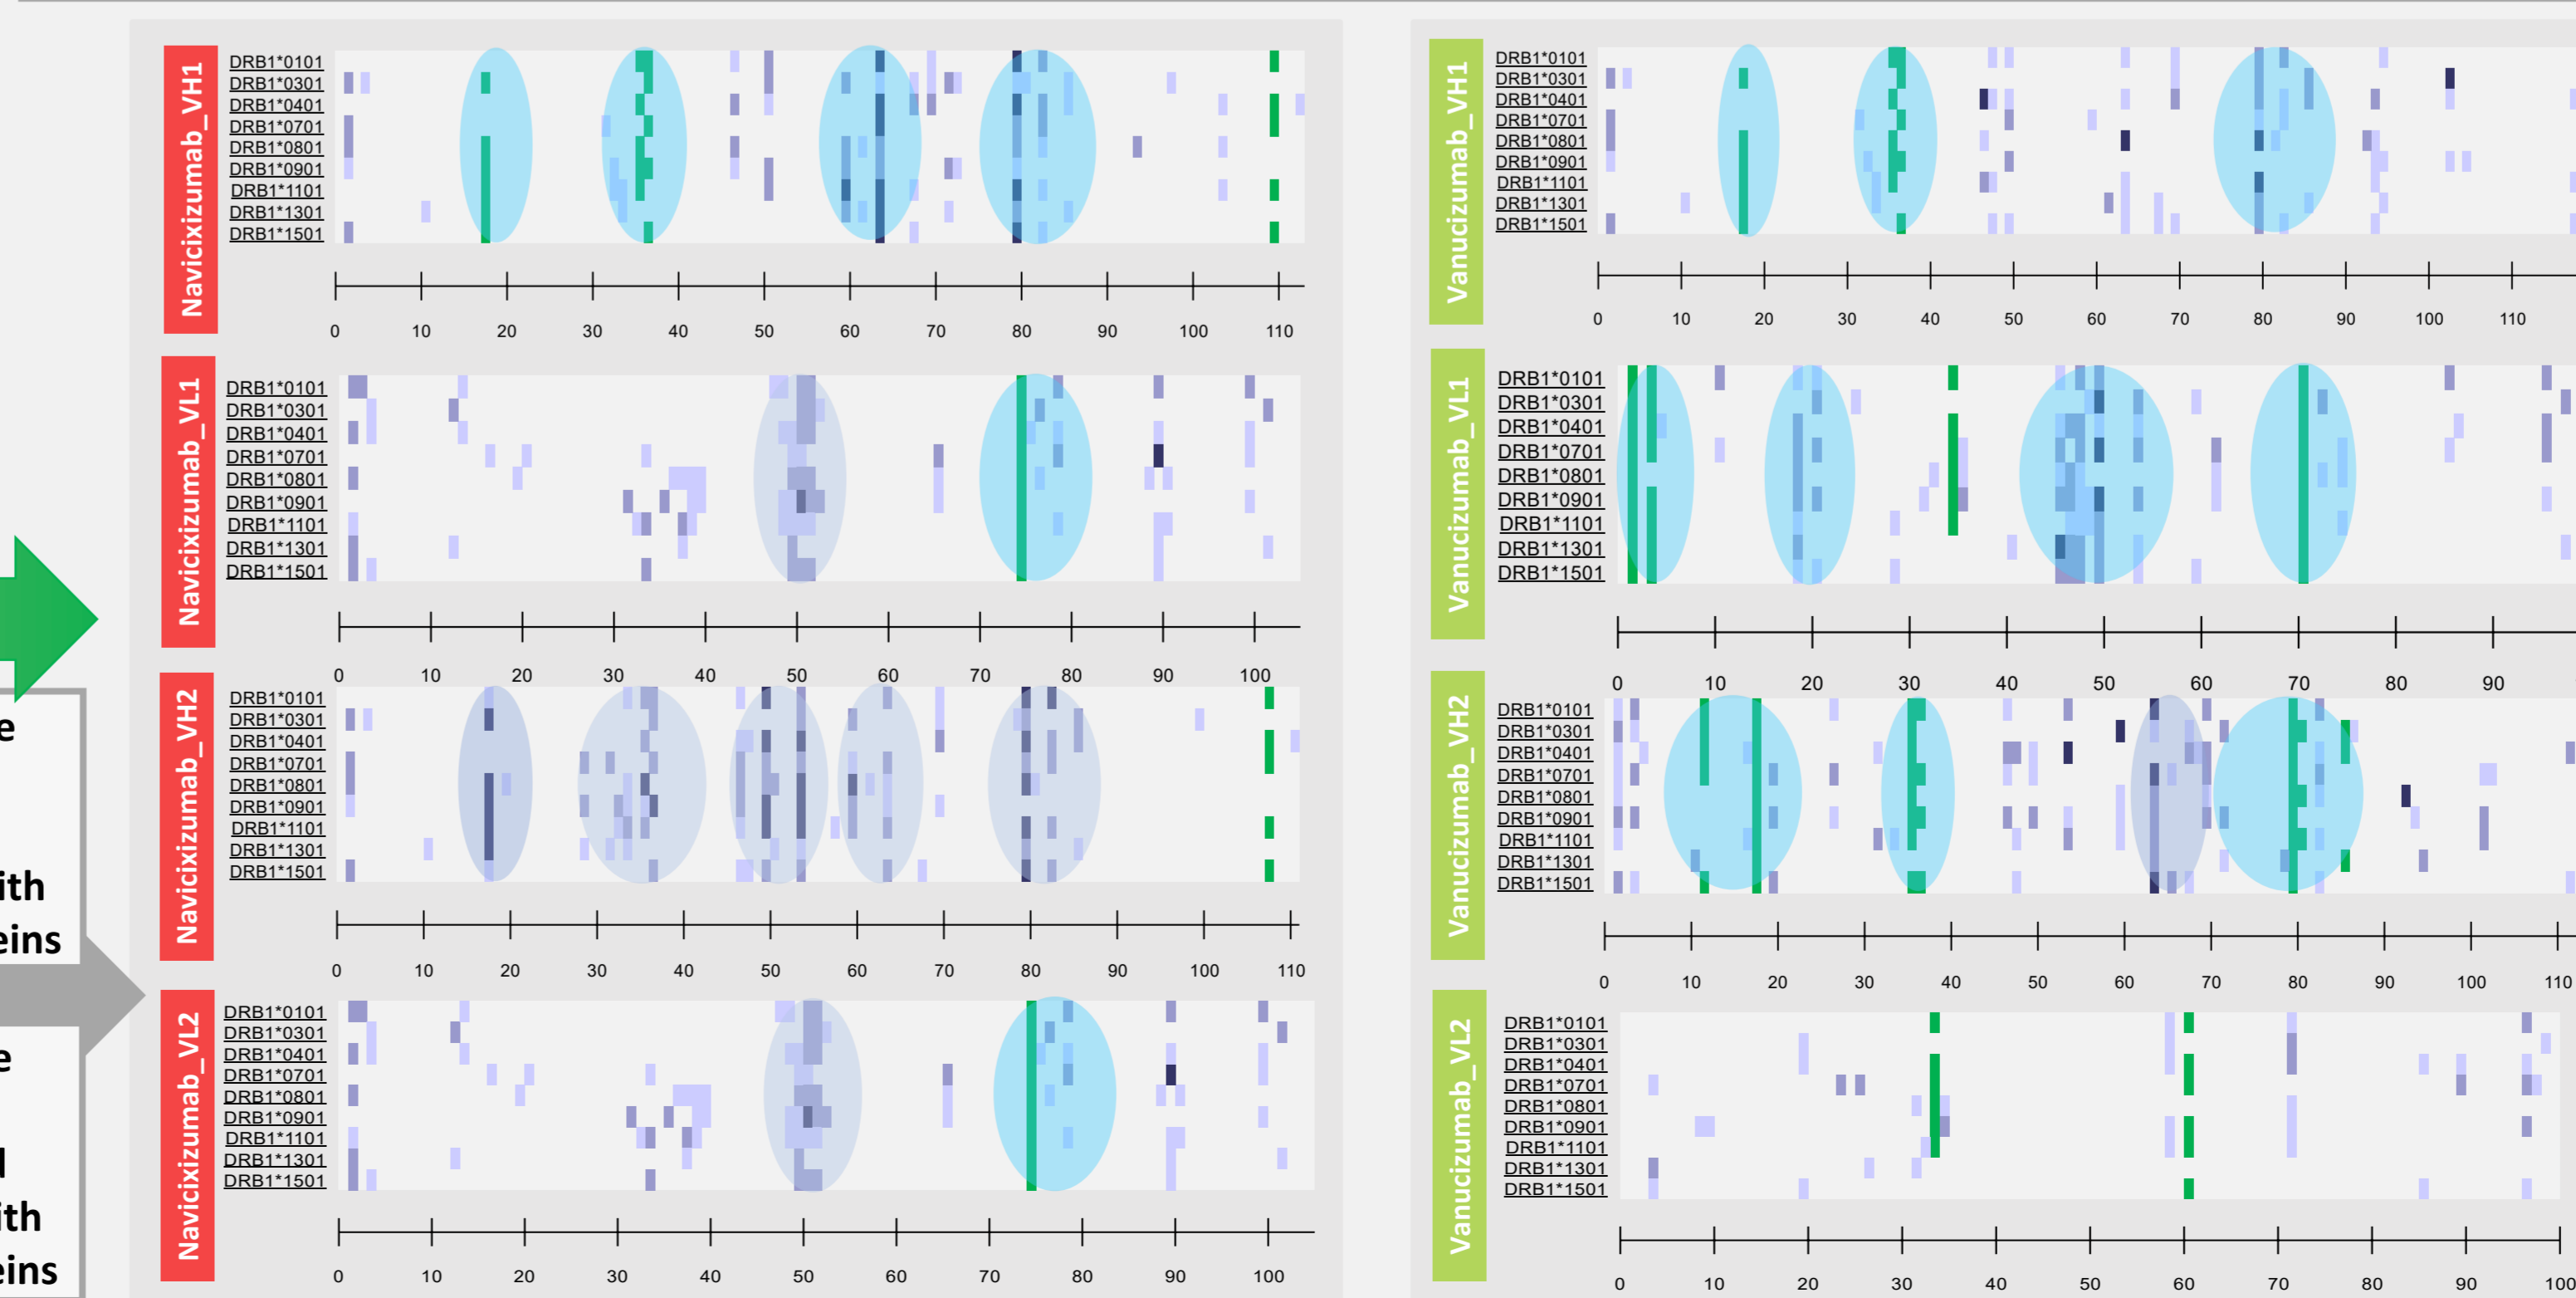 e
ith
eins
e
l
ith
eins
Navicixizumab_VH1
DRB1*0101
DRB1*0301
DRB1*0401
DRB1*0701
DRB1*0801
DRB1*0901
DRB1*1101
DRB1*1301
DRB1*1501
0 10 20 30 40 50 60 70 80 90 100 110
Navicixizumab_VL1
DRB1*0101
DRB1*0301
DRB1*0401
DRB1*0701
DRB1*0801
DRB1*0901
DRB1*1101
DRB1*1301
DRB1*1501
0 10 20 30 40 50 60 70 80 90 100
Navicixizumab_VH2
DRB1*0101
DRB1*0301
DRB1*0401
DRB1*0701
DRB1*0801
DRB1*0901
DRB1*1101
DRB1*1301
DRB1*1501
0 10 20 30 40 50 60 70 80 90 100 110
Navicixizumab_VL2
DRB1*0101
DRB1*0301
DRB1*0401
DRB1*0701
DRB1*0801
DRB1*0901
DRB1*1101
DRB1*1301
DRB1*1501
0 10 20 30 40 50 60 70 80 90 100
Vanucizumab_VH1
DRB1*0101
DRB1*0301
DRB1*0401
DRB1*0701
DRB1*0801
DRB1*0901
DRB1*1101
DRB1*1301
DRB1*1501
0 10 20 30 40 50 60 70 80 90 100 110
Vanucizumab_VL1
DRB1*0101
DRB1*0301
DRB1*0401
DRB1*0701
DRB1*0801
DRB1*0901
DRB1*1101
DRB1*1301
DRB1*1501
0 10 20 30 40 50 60 70 80 90
Vanucizumab_VH2
DRB1*0101
DRB1*0301
DRB1*0401
DRB1*0701
DRB1*0801
DRB1*0901
DRB1*1101
DRB1*1301
DRB1*1501
0 10 20 30 40 50 60 70 80 90 100 110
Vanucizumab_VL2
DRB1*0101
DRB1*0301
DRB1*0401
DRB1*0701
DRB1*0801
DRB1*0901
DRB1*1101
DRB1*1301
DRB1*1501
0 10 20 30 40 50 60 70 80 90 100